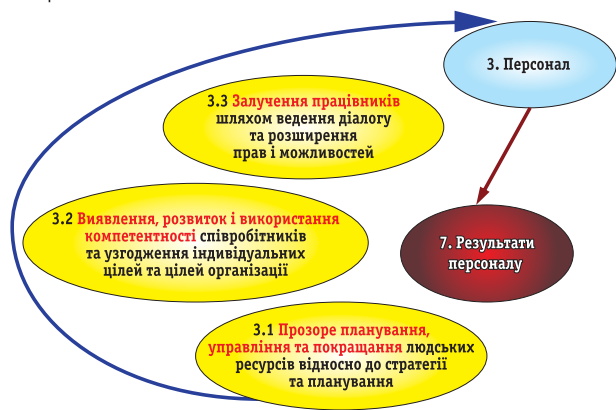 3. Персонал
3.3 Залучення працівників
шляхом ведення діалогу
та розширення
прав і можливостей
3.2 Виявлення, розвиток і використання
компетентності співробітників
та узгодження індивідуальних
цілей та цілей організації
7. Результати
персоналу
3.1 Прозоре планування,
управління та покращання людських
ресурсів відносно до стратегії
та планування